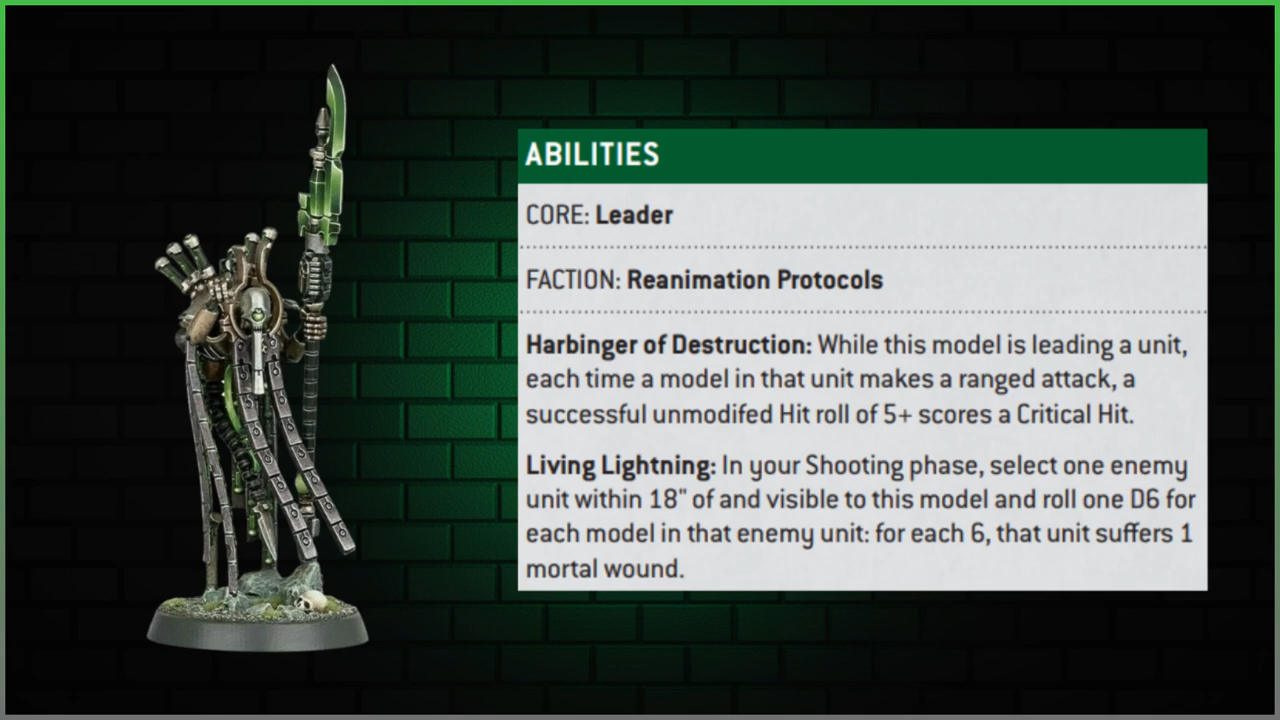 ABILITIES
CORE: Leader
FACTION: Reanimation Protocols
Harbinger of Destruction: While this model is leading a unit,
each time a model in that unit makes a ranged attack, a
successful unmodifed Hit roll of 5+ scores a Critical Hit.
Living Lightning: In your Shooting phase, select one enemy
unit within 18" of and visible to this model and roll one D6 for
each model in that enemy unit: for each 6, that unit suffers 1
mortal wound.